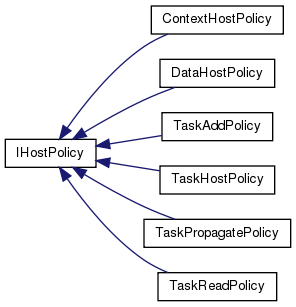 ContextHostPolicy
DataHostPolicy
TaskAddPolicy
IHostPolicy
TaskHostPolicy
TaskPropagatePolicy
TaskReadPolicy